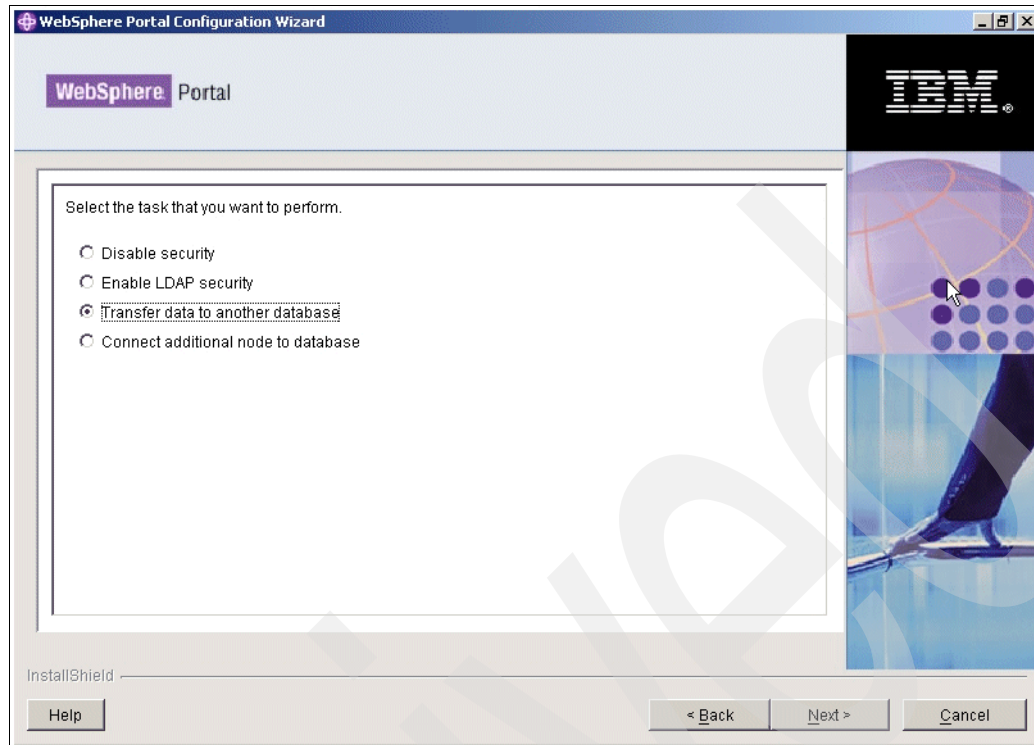 WebSphere Portal Configuration Wizard
WebSphere Portal
IBM®
Select the task that you want to perform.
Disable security
Enable LDAP security
Transfer data to another database
Connect additional node to database
InstallShield
Help
< Back
Next >
Cancel